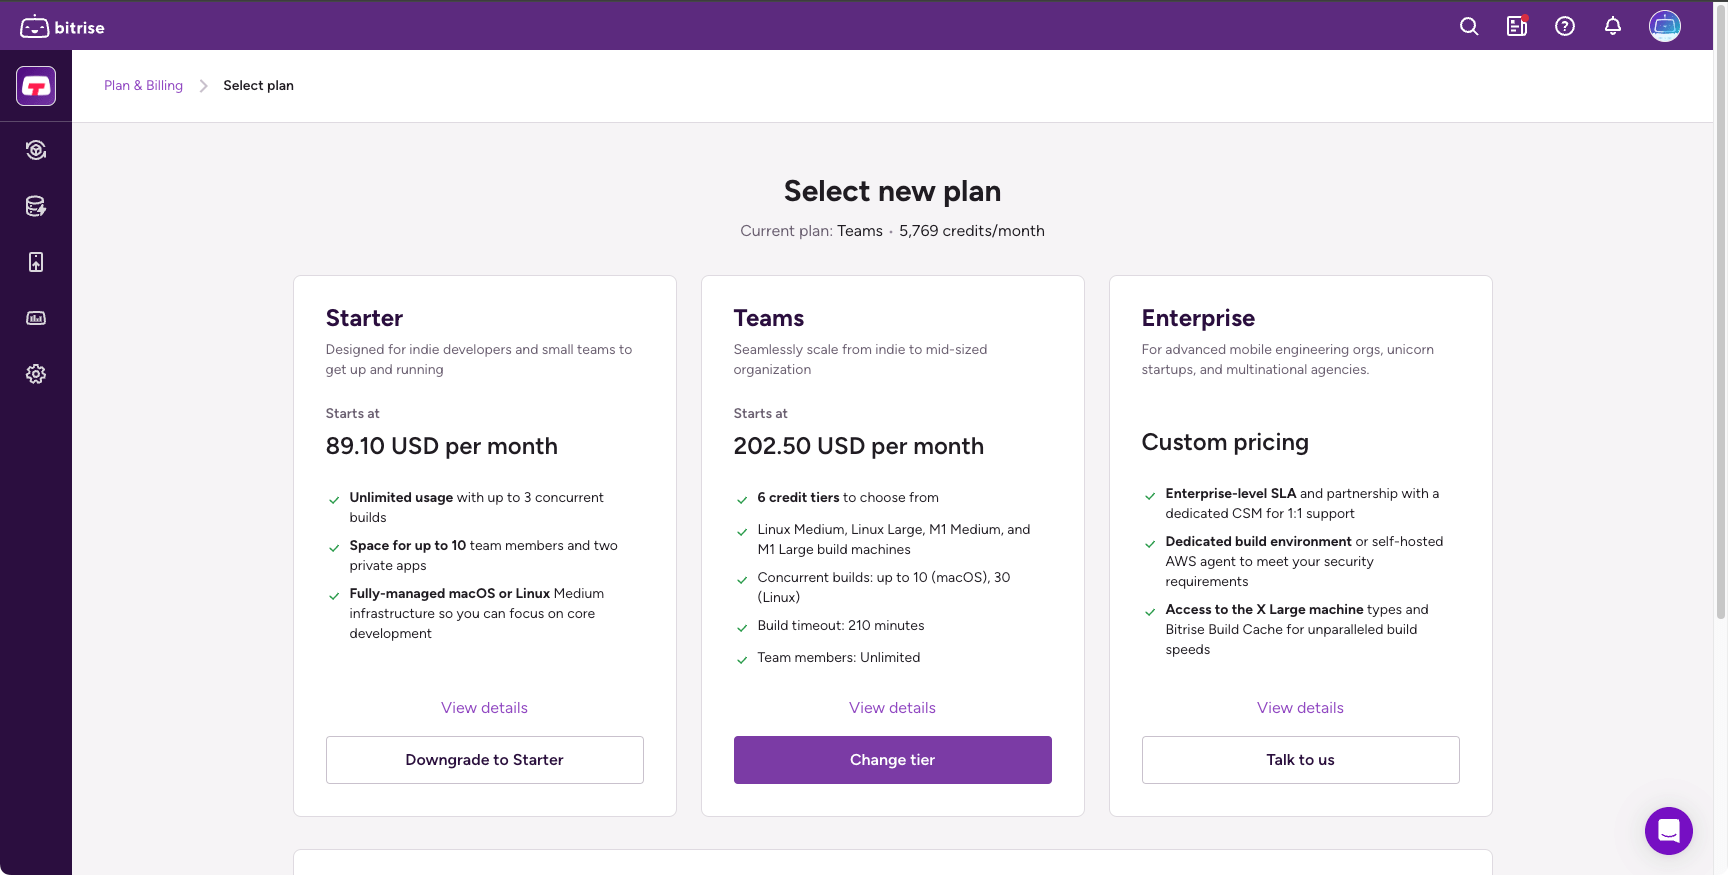 bitrise
Plan & Billing
Select plan
Select new plan
Current plan: Teams • 5,769 credits/month
Starter
Designed for indie developers and small teams to
get up and running
Starts at
89.10 USD per month
Unlimited usage with up to 3 concurrent
builds
Space for up to 10 team members and two
private apps
Fully-managed macOS or Linux Medium
infrastructure so you can focus on core
development
View details
Downgrade to Starter
Teams
Seamlessly scale from indie to mid-sized
organization
Starts at
202.50 USD per month
6 credit tiers to choose from
Linux Medium, Linux Large, M1 Medium, and
M1 Large build machines
Concurrent builds: up to 10 (macOS), 30
(Linux)
Build timeout: 210 minutes
Team members: Unlimited
View details
Change tier
Enterprise
For advanced mobile engineering orgs, unicorn
startups, and multinational agencies.
Custom pricing
Enterprise-level SLA and partnership with a
dedicated CSM for 1:1 support
Dedicated build environment or self-hosted
AWS agent to meet your security
requirements
Access to the X Large machine types and
Bitrise Build Cache for unparalleled build
speeds
View details
Talk to us